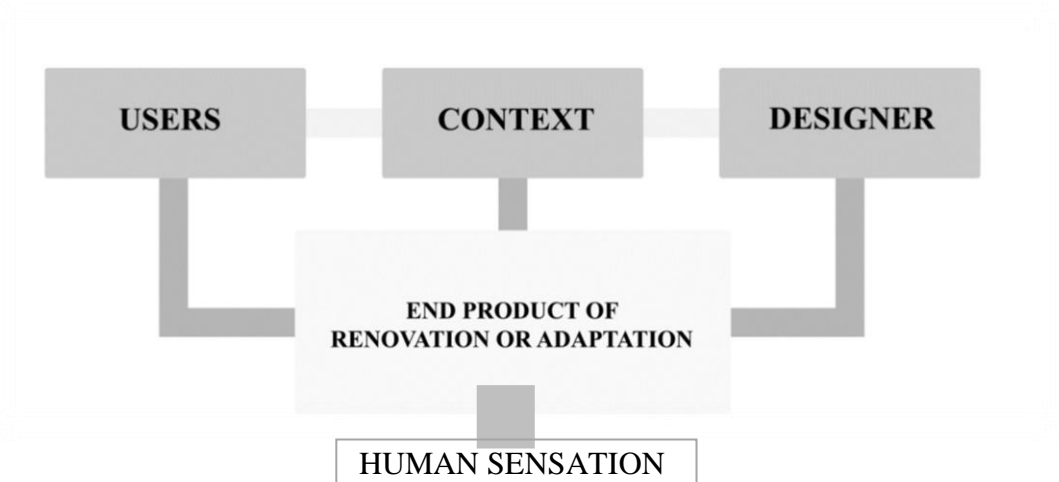 USERS
CONTEXT
DESIGNER
END PRODUCT OF
RENOVATION OR ADAPTATION
HUMAN SENSATION